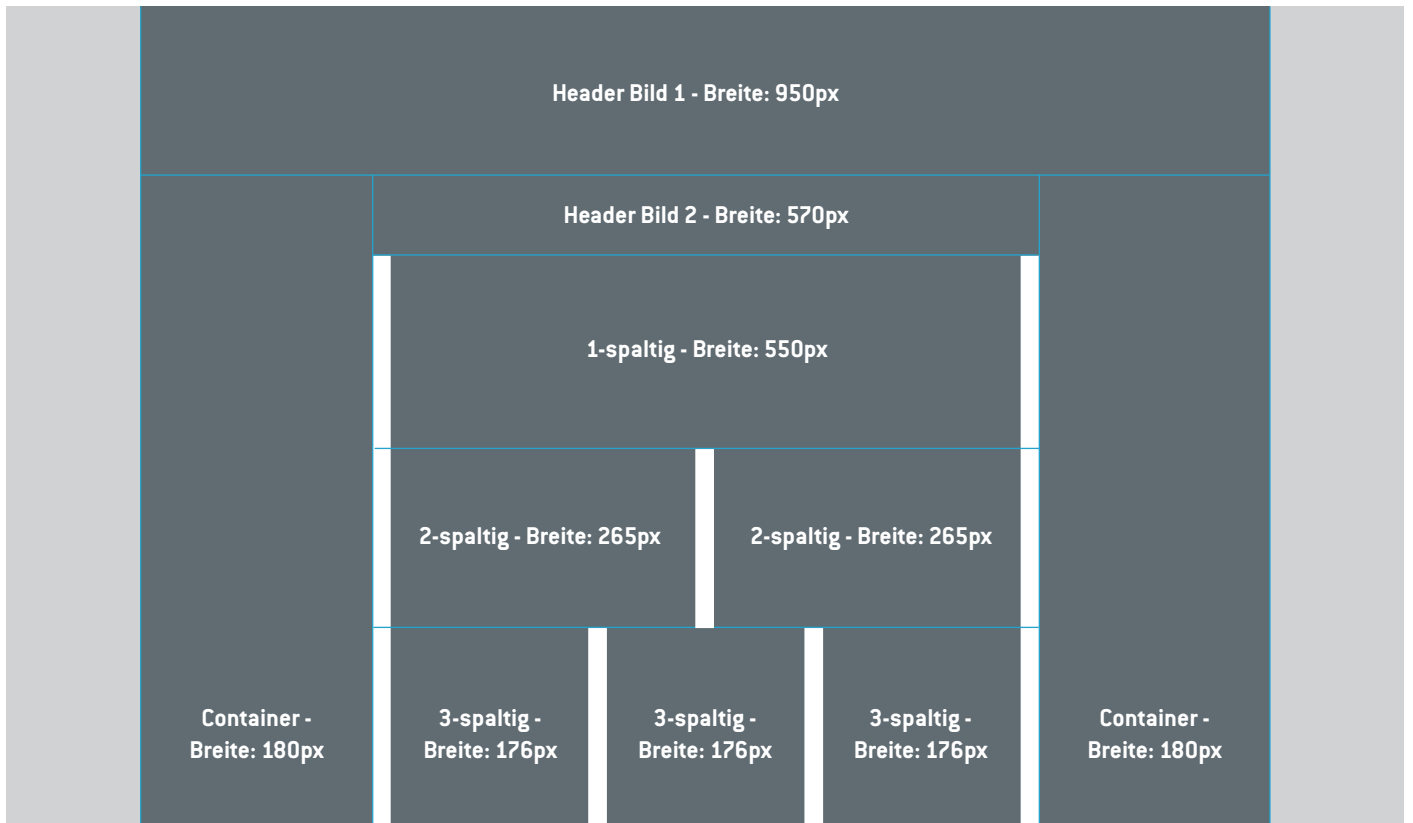 Header Bild 1 - Breite: 950px
Header Bild 2 - Breite: 570px
1-spaltig - Breite: 550px
2-spaltig - Breite: 265px
2-spaltig - Breite: 265px
Container -
Breite: 180px
3-spaltig -
Breite: 176px
3-spaltig -
Breite: 176px
3-spaltig -
Breite: 176px
Container -
Breite: 180px